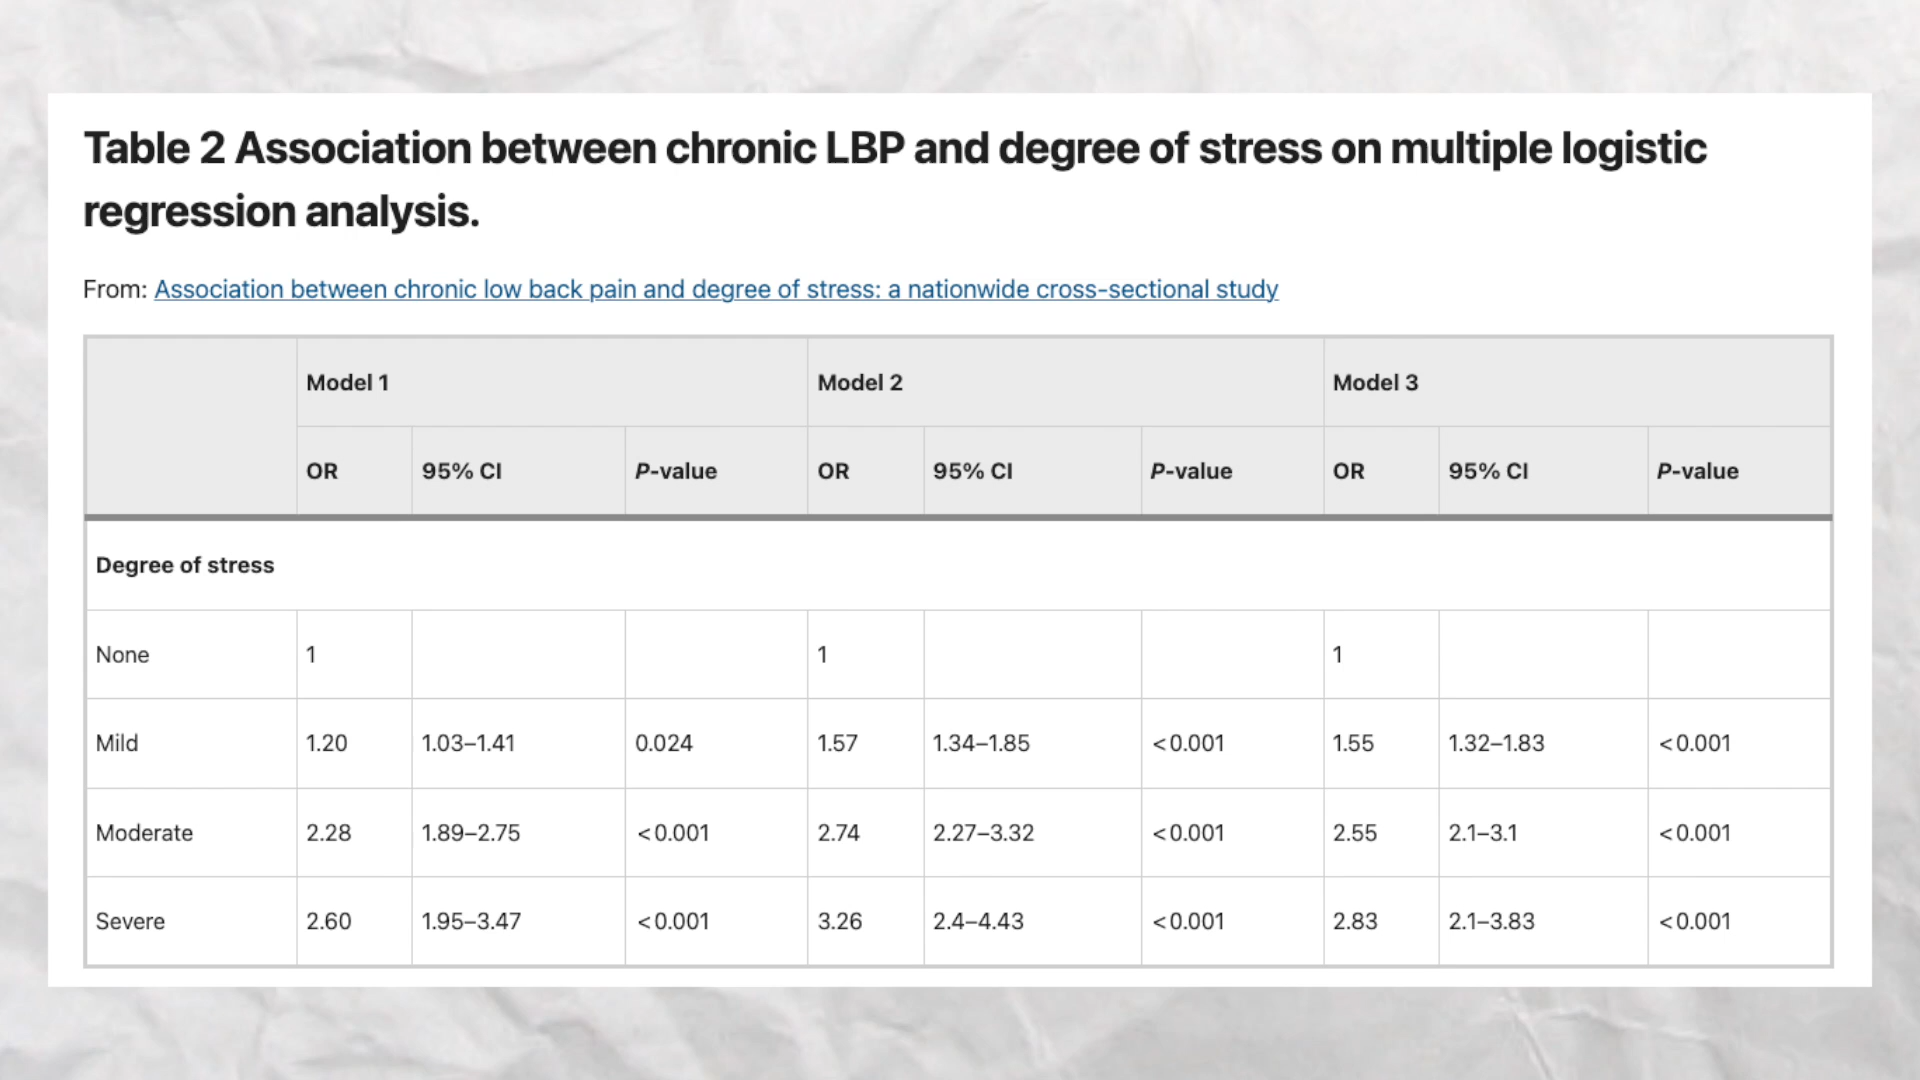 Table 2 Association between chronic LBP and degree of stress on multiple logistic
regression analysis.
From: Association between chronic low back pain and degree of stress: a nationwide cross-sectional study
Model 1 Model 2 Model 3
OR 95% CI P-value OR 95% CI P-value OR 95% CI P-value
Degree of stress
None 1 1 1
Mild 1.20 1.03–1.41 0.024 1.57 1.34–1.85 <0.001 1.55 1.32–1.83 <0.001
Moderate 2.28 1.89–2.75 <0.001 2.74 2.27–3.32 <0.001 2.55 2.1–3.1 <0.001
Severe 2.60 1.95–3.47 <0.001 3.26 2.4–4.43 <0.001 2.83 2.1–3.83 <0.001